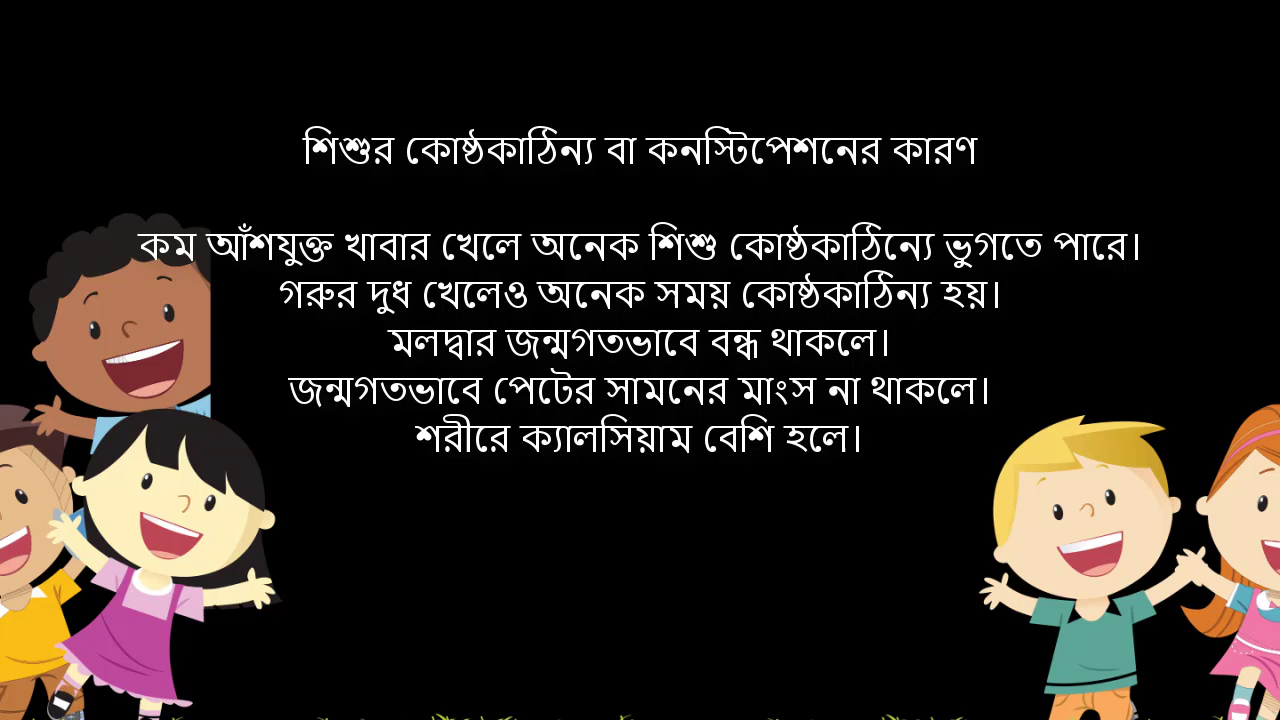 শিশুর কোষ্ঠকাঠিন্য বা কনস্টিপেশনের কারণ
কম আঁশযুক্ত খাবার খেলে অনেক শিশু কোষ্ঠকাঠিন্যে ভুগতে পারে।
গরুর দুধ খেলেও অনেক সময় কোষ্ঠকাঠিন্য হয়।
মলদ্বার জন্মগতভাবে বন্ধ থাকলে।
জন্মগতভাবে পেটের সামনের মাংস না থাকলে।
শরীরে ক্যালসিয়াম বেশি হলে।